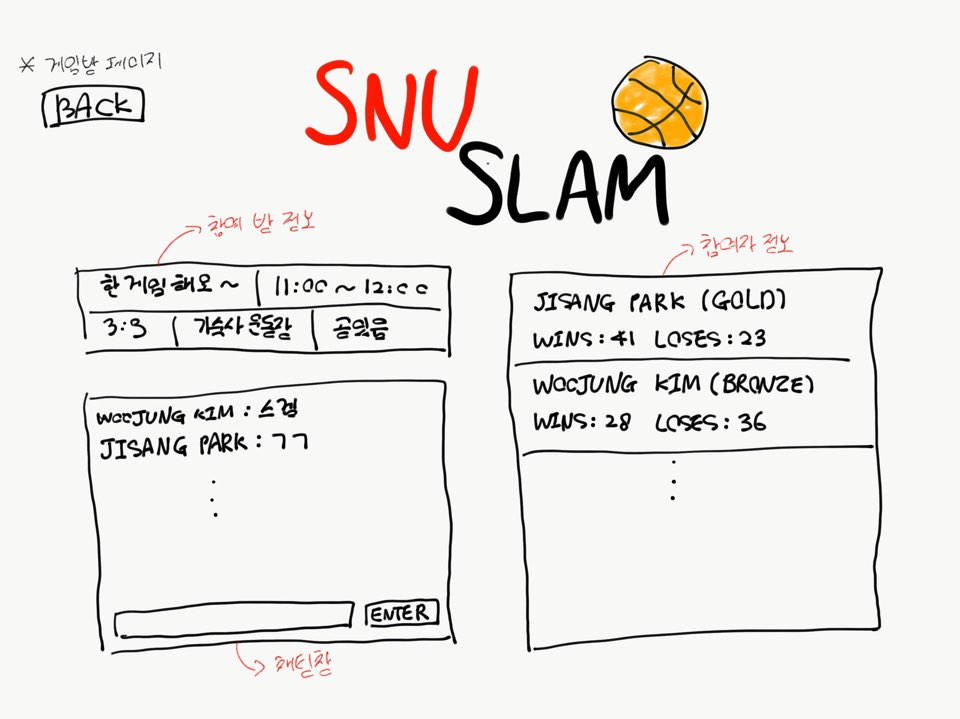 * 게임방 페이지
BACK
SNU
SLAM
참여 방 정보
한 게임 해오~ 11:00 ~ 12:00
3:3 기숙사 운동장 공있음
WOOJUNG KIM : 스겜
JISANG PARK : ㄱㄱ
ENTER
채팅창
참여자 정보
JISANG PARK (GOLD)
WINS: 41 LOSES: 23
WOOJUNG KIM (BRONZE)
WINS: 28 LOSES: 36